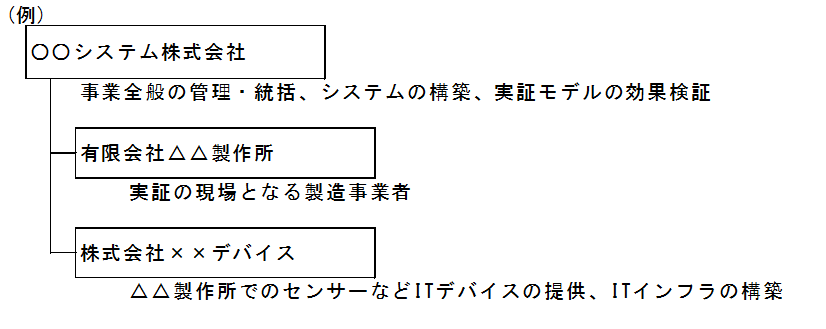 (例)
〇〇システム株式会社
事業全般の管理・統括、システムの構築、実証モデルの効果検証
有限会社△△製作所
実証の現場となる製造事業者
株式会社××デバイス
△△製作所でのセンサーなどITデバイスの提供、ITインフラの構築